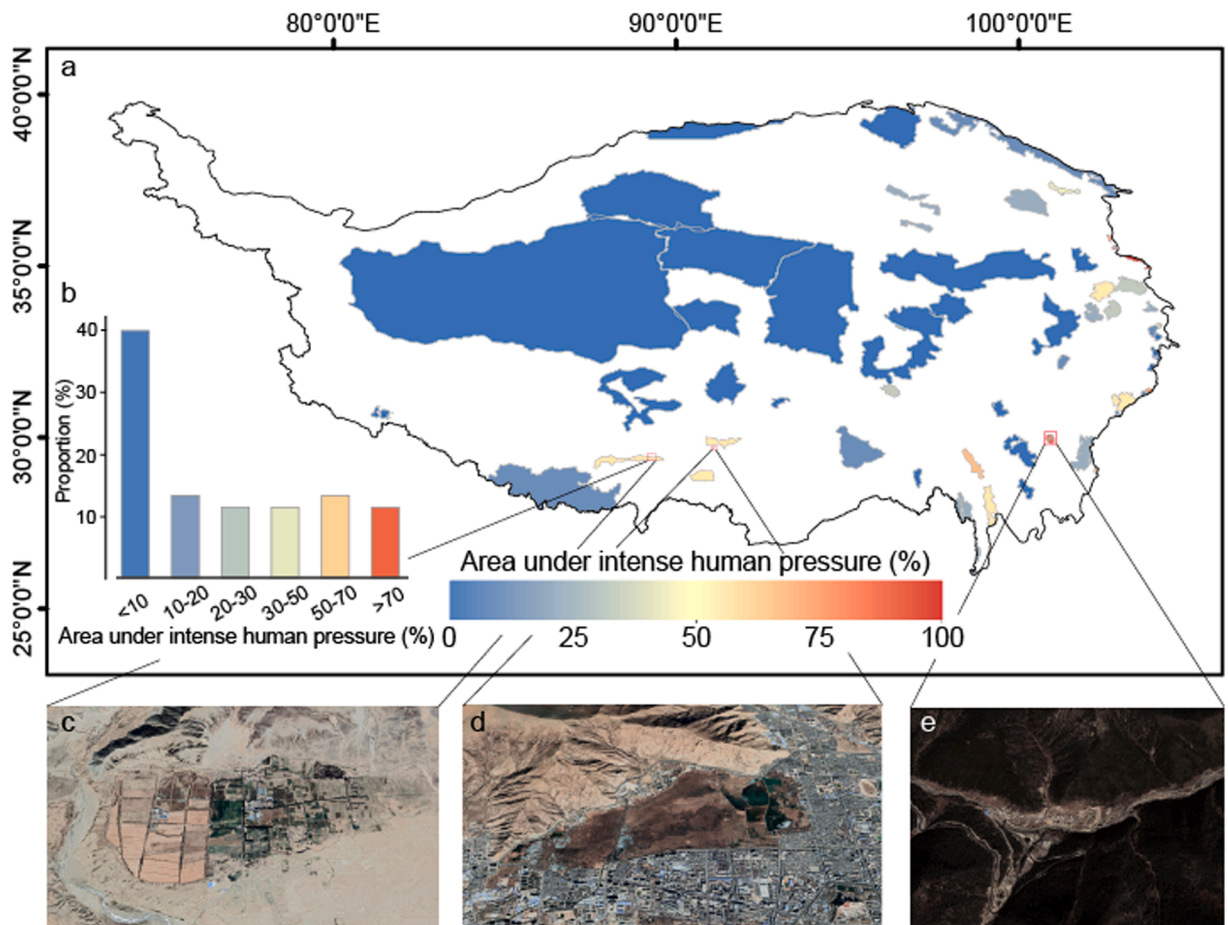 80°0'0"E
90°0'0"E
100°0'0"E
a
40°0'0"N
35°0'0"N
30°0'0"N
25°0'0"N
b
Proportion (%)
40
30
20
10
<10
10-20
20-30
30-50
50-70
>70
Area under intense human pressure (%)
Area under intense human pressure (%)
0
25
50
75
100
c
d
e